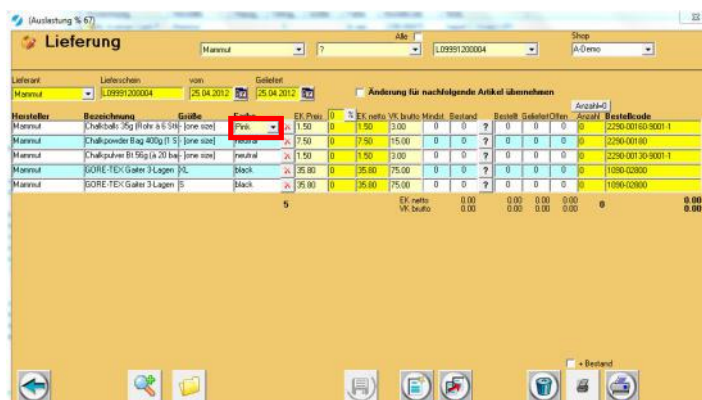 (Auslastung % 67)
Lieferung
Mammut ? Alle L09991200004 Shop A-Demo
Lieferant Lieferschein vom Geliefert
Mammut L09991200004 25.04.2012 25.04.2012 Änderung für nachfolgende Artikel übernehmen
Anzahl=0
Hersteller Bezeichnung Größe EK Preis 0 % EK netto VK brutto Mindst. Bestand Bestellt Geliefert Offen Anzahl Bestellcode
Mammut Chalkballs 35g (Rohr à 6 Stk - [one size] Pink 1.50 0 1.50 3.00 0 0 ? 0 0 0 0 2290-00160-9001-1
Mammut Chalkpowder Bag 400g (1 S - [one size] neutral 7.50 0 7.50 15.00 0 0 ? 0 0 0 0 2290-00180
Mammut Chalkpulver Bt.56g (à 20 ba - [one size] neutral 1.50 0 1.50 3.00 0 0 ? 0 0 0 0 2290-00130-9001-1
Mammut GORE-TEX Gaiter 3-Lagen XL black 35.80 0 35.80 75.00 0 0 ? 0 0 0 0 1090-02800
Mammut GORE-TEX Gaiter 3-Lagen S black 35.80 0 35.80 75.00 0 0 ? 0 0 0 0 1090-02800
5 EK netto 0.00 0.00 0.00 0.00 0 0.00
VK brutto 0.00 0.00 0.00 0.00 0.00
+ Bestand